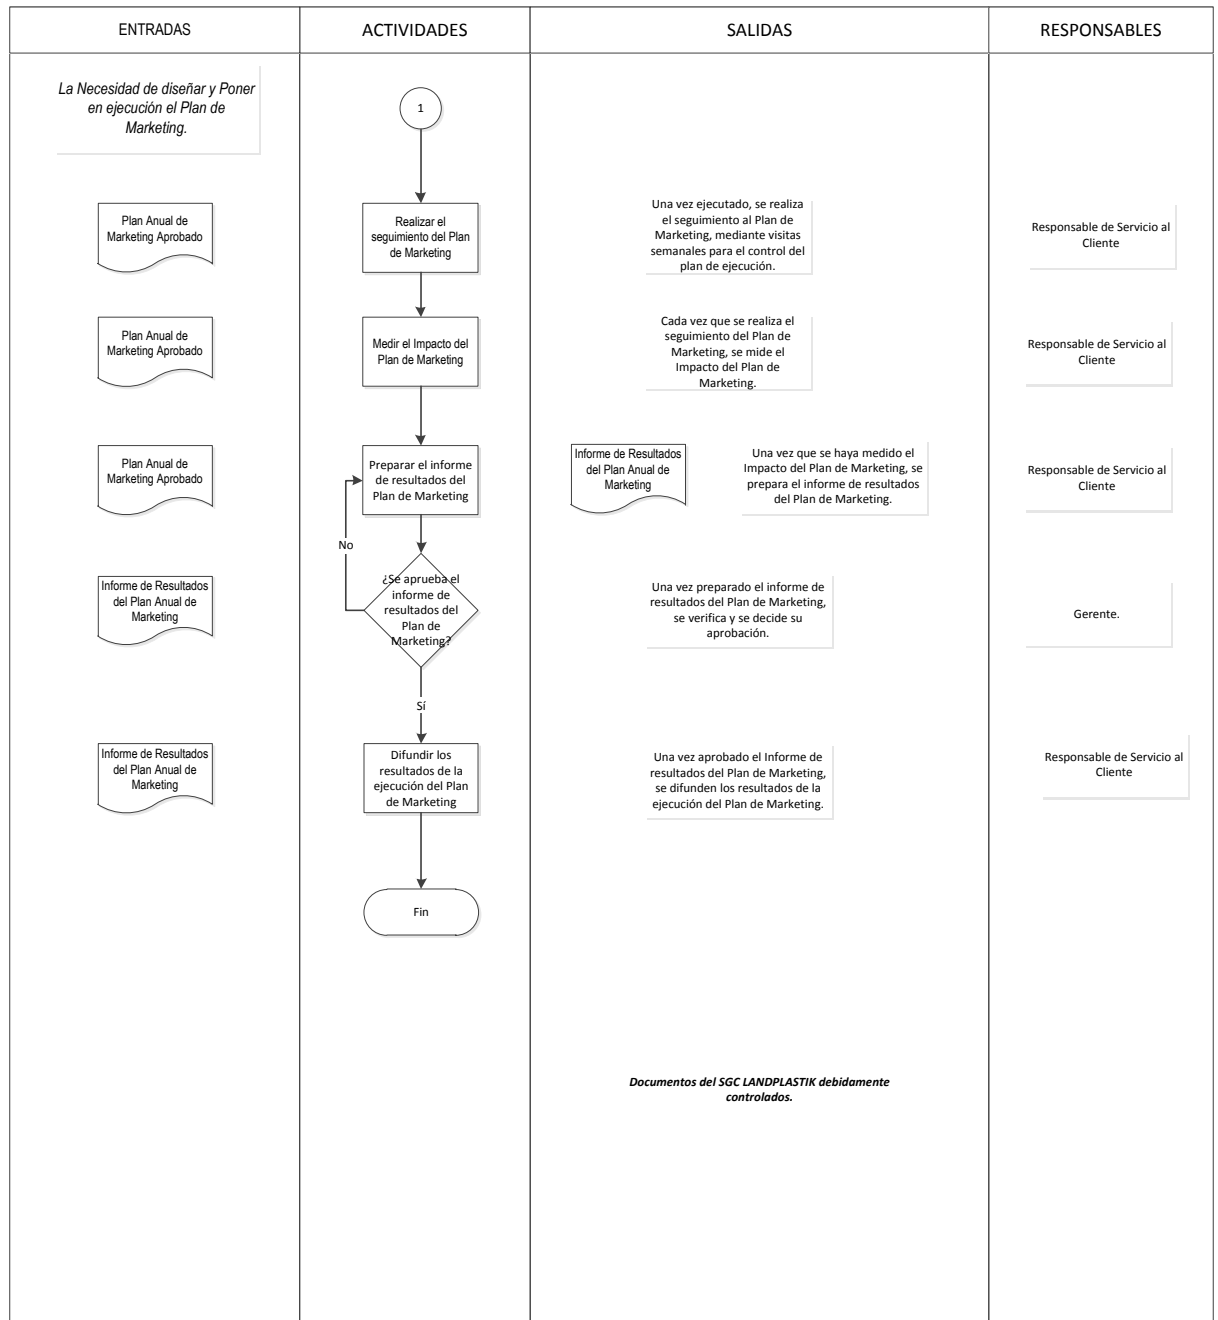 ENTRADAS
ACTIVIDADES
SALIDAS
RESPONSABLES
La Necesidad de diseñar y Poner
en ejecución el Plan de
Marketing.
1
Plan Anual de
Marketing Aprobado
Realizar el
seguimiento del Plan
de Marketing
Una vez ejecutado, se realiza
el seguimiento al Plan de
Marketing, mediante visitas
semanales para el control del
plan de ejecución.
Responsable de Servicio al
Cliente
Plan Anual de
Marketing Aprobado
Medir el Impacto del
Plan de Marketing
Cada vez que se realiza el
seguimiento del Plan de
Marketing, se mide el
Impacto del Plan de
Marketing.
Responsable de Servicio al
Cliente
Plan Anual de
Marketing Aprobado
Preparar el informe
de resultados del
Plan de Marketing
Informe de Resultados
del Plan Anual de
Marketing
Una vez que se haya medido el
Impacto del Plan de Marketing, se
prepara el informe de resultados
del Plan de Marketing.
Responsable de Servicio al
Cliente
No
Informe de Resultados
del Plan Anual de
Marketing
¿Se aprueba el
informe de
resultados del
Plan de
Marketing?
Una vez preparado el informe de
resultados del Plan de Marketing,
se verifica y se decide su
aprobación.
Gerente.
Sí
Informe de Resultados
del Plan Anual de
Marketing
Difundir los
resultados de la
ejecución del Plan
de Marketing
Una vez aprobado el Informe de
resultados del Plan de Marketing,
se difunden los resultados de la
ejecución del Plan de Marketing.
Responsable de Servicio al
Cliente
Fin
Documentos del SGC LANDPLASTIK debidamente
controlados.